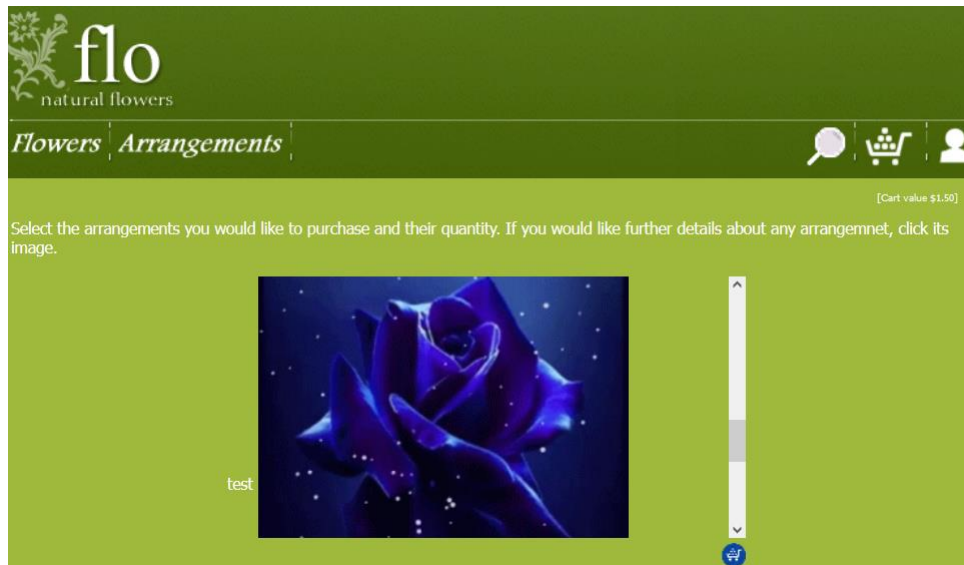 flo
natural flowers
Flowers Arrangements
[Cart value $1.50]
Select the arrangements you would like to purchase and their quantity. If you would like further details about any arrangemnet, click its
image.
test